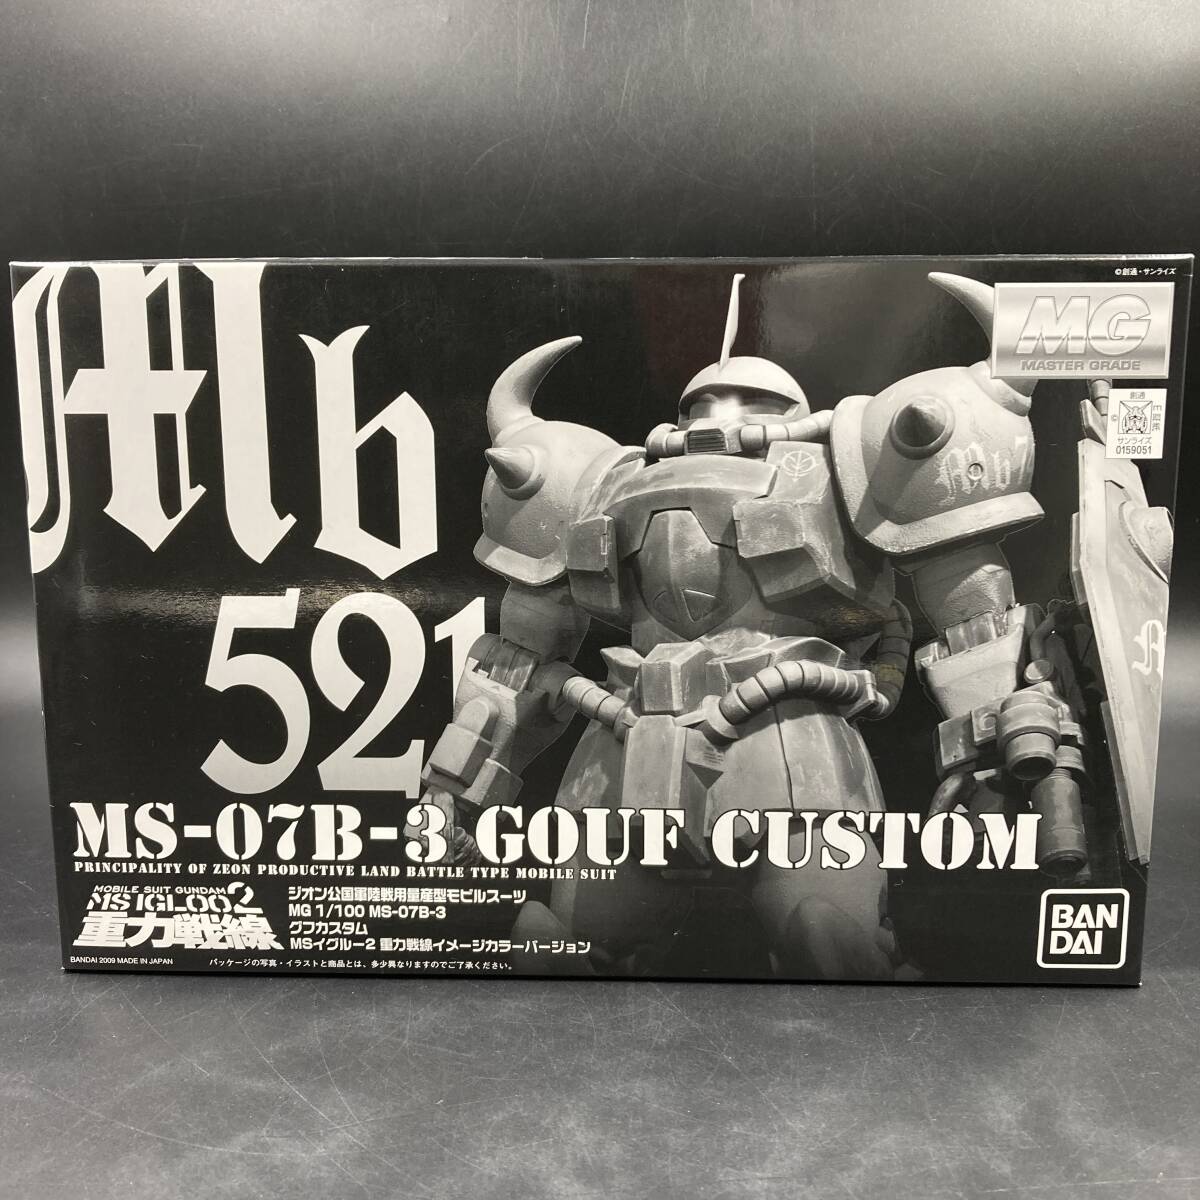 ©創通・サンライズ
MG
MASTER GRADE
創通
©
サンライズ
0159051
Mb
Mb
521
MS-07B-3 GOUF CUSTOM
PRINCIPALITY OF ZEON PRODUCTIVE LAND BATTLE TYPE MOBILE SUIT
MOBILE SUIT GUNDAM
MS IGLOO 2
重力戦線
ジオン公国軍陸戦用量産型モビルスーツ
MG 1/100 MS-07B-3
グフカスタム
MSイグルー2 重力戦線イメージカラーバージョン
BANDAI 2009 MADE IN JAPAN
パッケージの写真・イラストと商品とは、多少異なりますのでご了承ください。
BAN
DAI